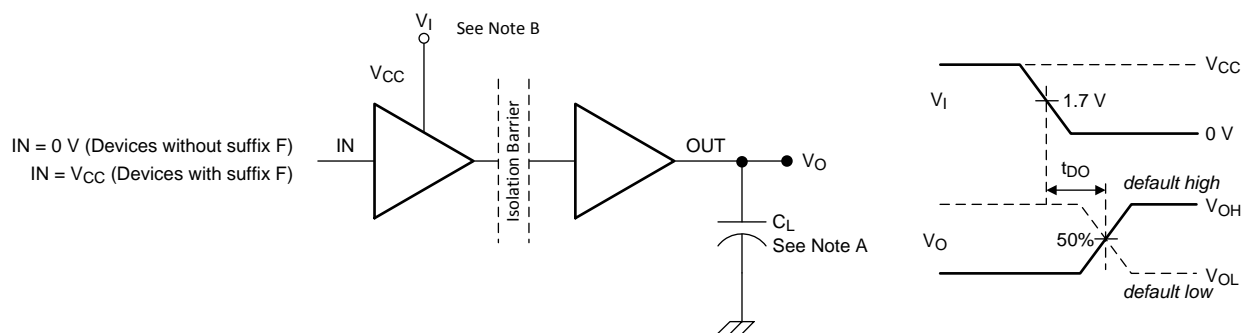 V_I
See Note B
V_CC
IN = 0 V (Devices without suffix F)
IN = V_CC (Devices with suffix F)
IN
Isolation Barrier
OUT
V_O
C_L
See Note A
V_CC
V_I
1.7 V
0 V
t_DO
default high
V_OH
V_O
50%
V_OL
default low